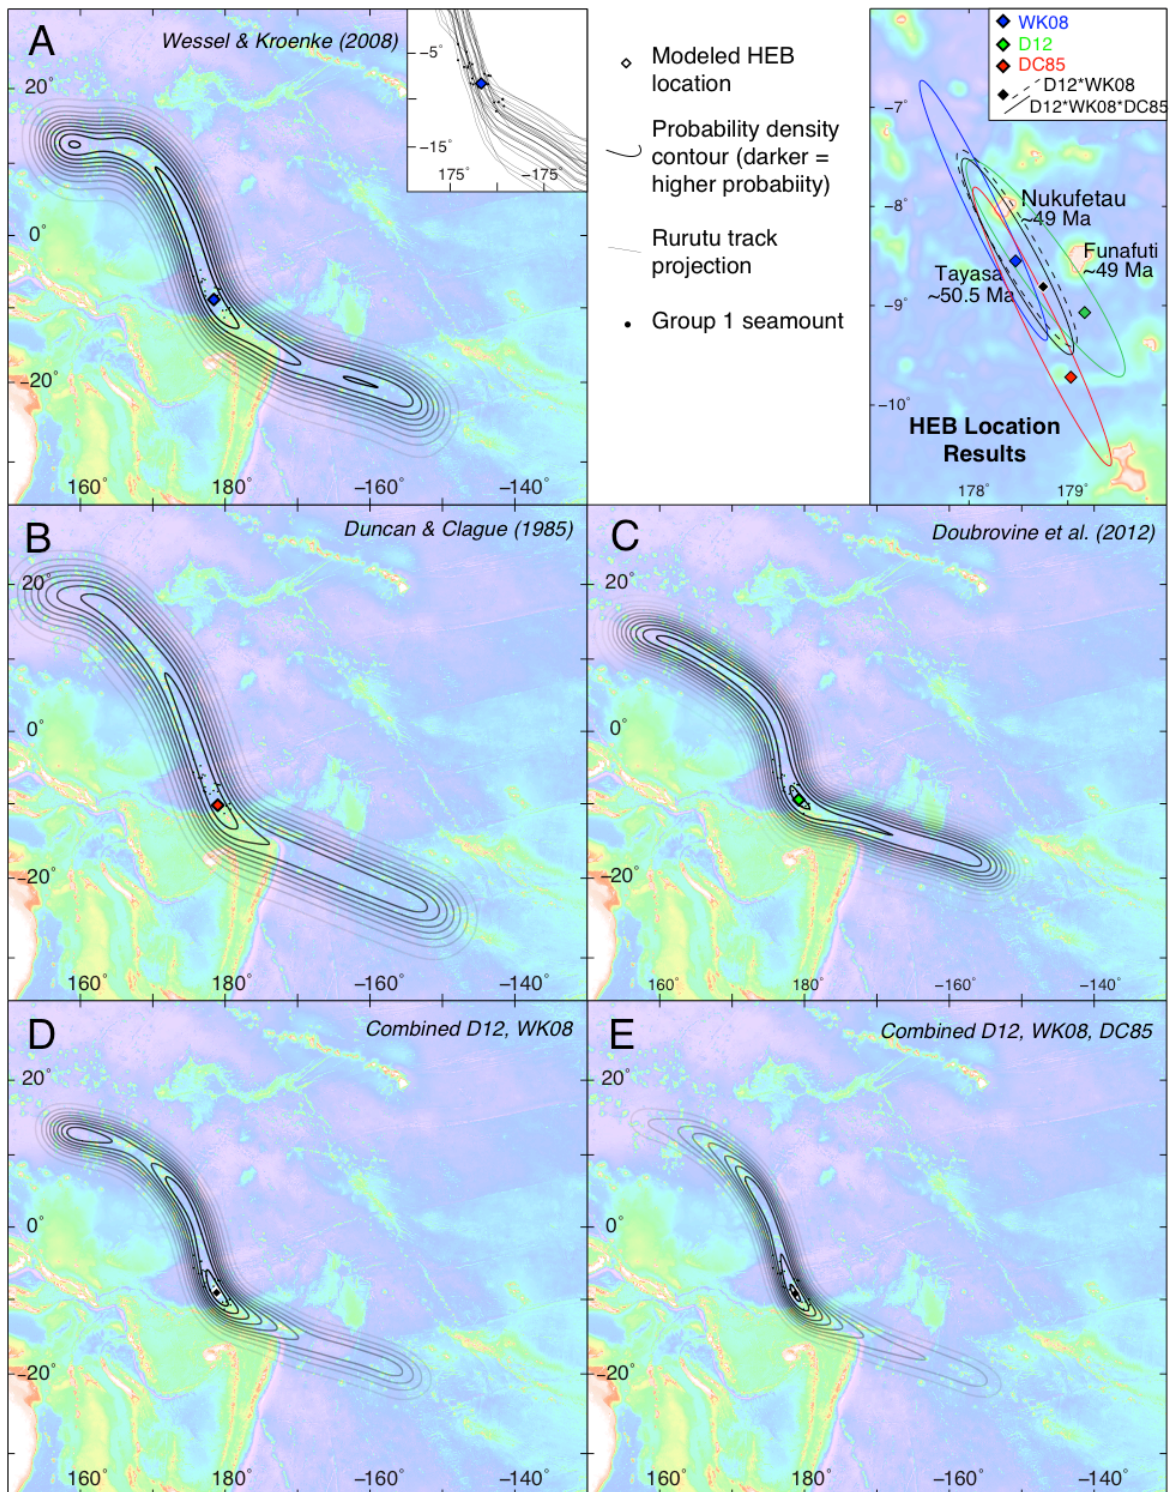 A
Wessel & Kroenke (2008)
20°
0°
−20°
160°
180°
−160°
−140°
−5°
−15°
175°
−175°
Modeled HEB
location
Probability density
contour (darker =
higher probabiity)
Rurutu track
projection
Group 1 seamount
WK08
D12
DC85
D12*WK08
D12*WK08*DC85
−7°
−8°
−9°
−10°
Nukufetau
~49 Ma
Funafuti
~49 Ma
Tayasa
~50.5 Ma
HEB Location
Results
178°
179°
B
Duncan & Clague (1985)
20°
0°
−20°
160°
180°
−160°
−140°
C
Doubrovine et al. (2012)
20°
0°
−20°
160°
180°
−160°
−140°
D
Combined D12, WK08
20°
0°
−20°
160°
180°
−160°
−140°
E
Combined D12, WK08, DC85
20°
0°
−20°
160°
180°
−160°
−140°